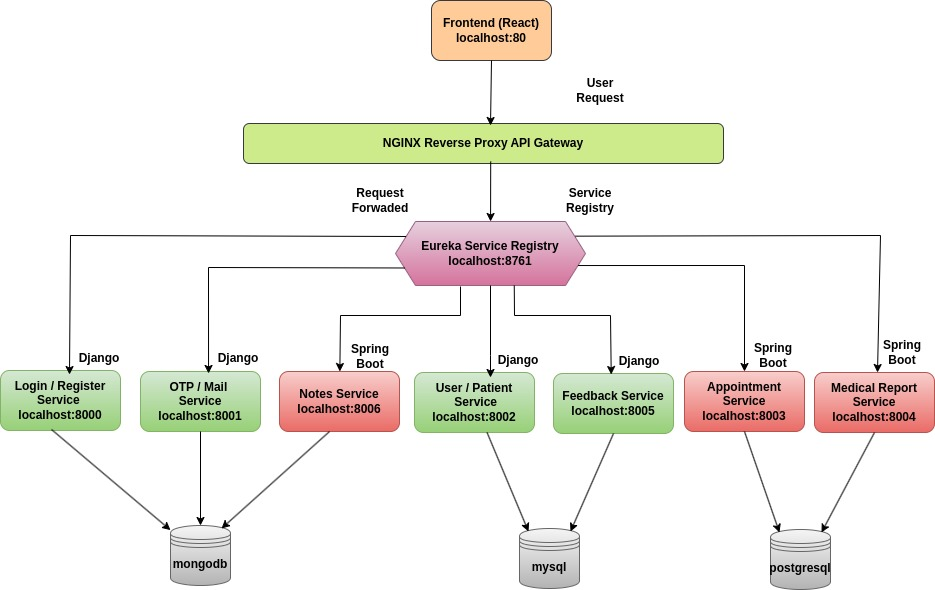 Frontend (React)
localhost:80
User
Request
NGINX Reverse Proxy API Gateway
Request
Forwaded
Service
Registry
Eureka Service Registry
localhost:8761
Django
Login / Register
Service
localhost:8000
Django
OTP / Mail
Service
localhost:8001
Spring
Boot
Notes Service
localhost:8006
Django
User / Patient
Service
localhost:8002
Django
Feedback Service
localhost:8005
Spring
Boot
Appointment
Service
localhost:8003
Spring
Boot
Medical Report
Service
localhost:8004
mongodb
mysql
postgresql